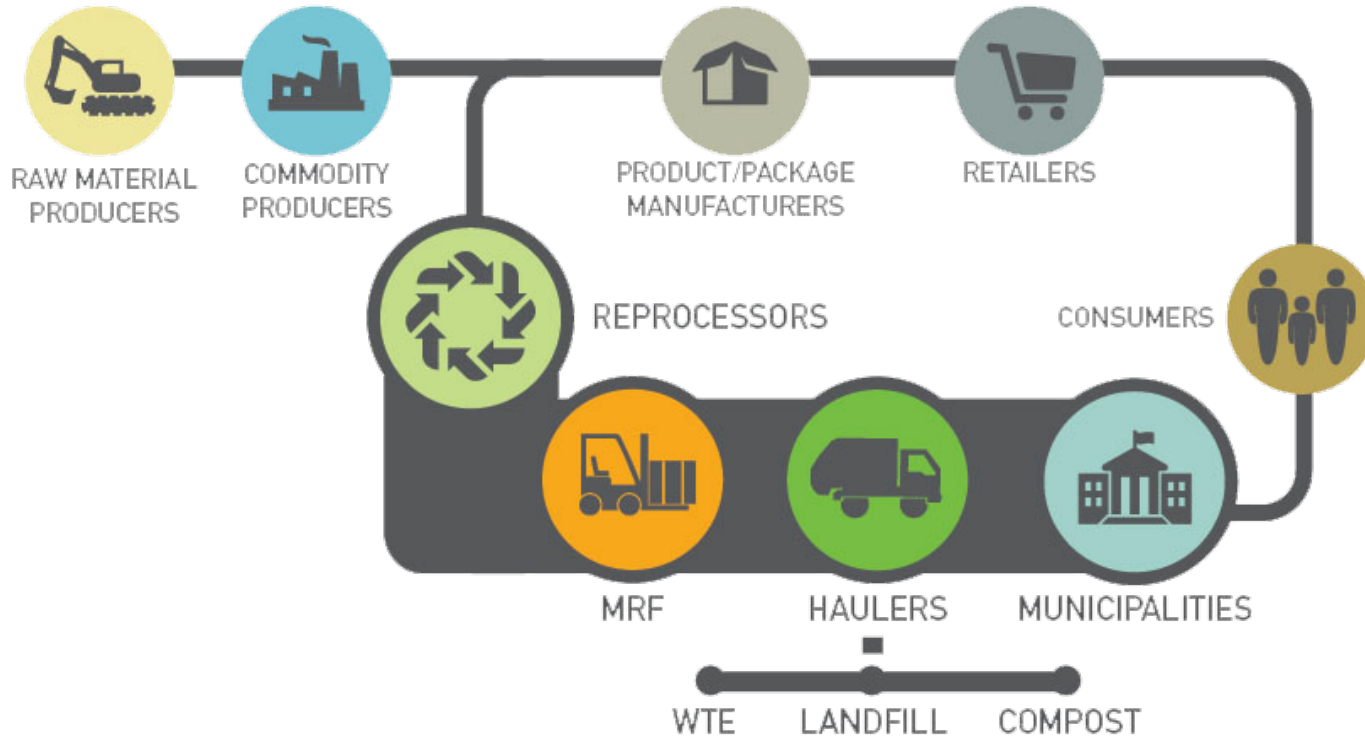 RAW MATERIAL
PRODUCERS
COMMODITY
PRODUCERS
PRODUCT/PACKAGE
MANUFACTURERS
RETAILERS
REPROCESSORS
CONSUMERS
MRF
HAULERS
MUNICIPALITIES
WTE
LANDFILL
COMPOST